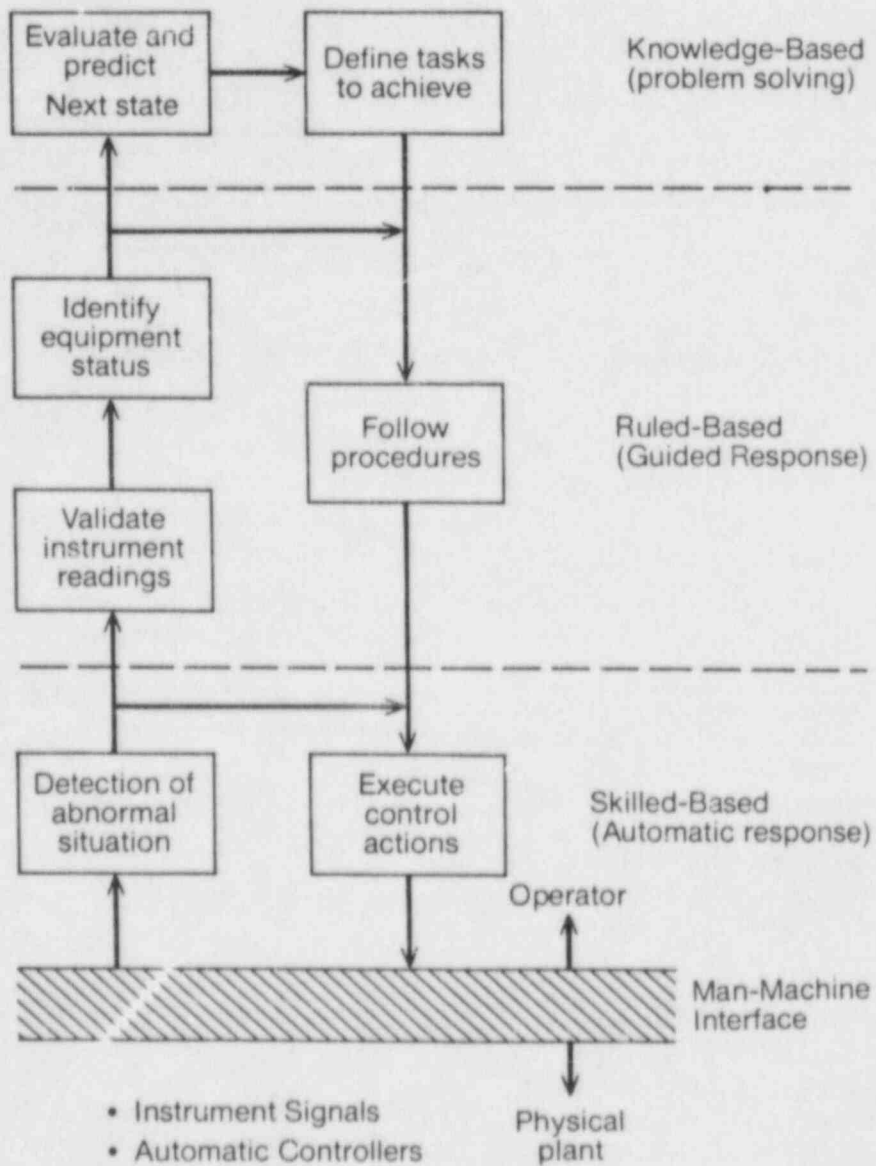 Evaluate and
predict
Next state
Define tasks
to achieve
Knowledge-Based
(problem solving)
Identify
equipment
status
Follow
procedures
Ruled-Based
(Guided Response)
Validate
instrument
readings
Detection of
abnormal
situation
Execute
control
actions
Skilled-Based
(Automatic response)
Operator
Man-Machine
Interface
• Instrument Signals
• Automatic Controllers
Physical
plant